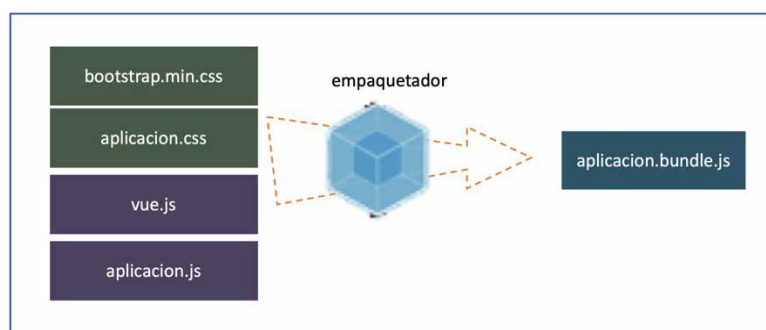 bootstrap.min.css
aplicacion.css
vue.js
aplicacion.js
empaquetador
aplicacion.bundle.js